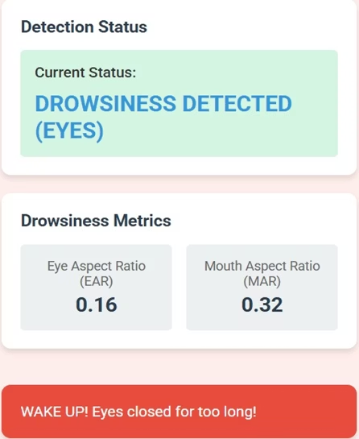 Detection Status
Current Status:
DROWSINESS DETECTED
(EYES)
Drowsiness Metrics
Eye Aspect Ratio
(EAR)
0.16
Mouth Aspect Ratio
(MAR)
0.32
WAKE UP! Eyes closed for too long!